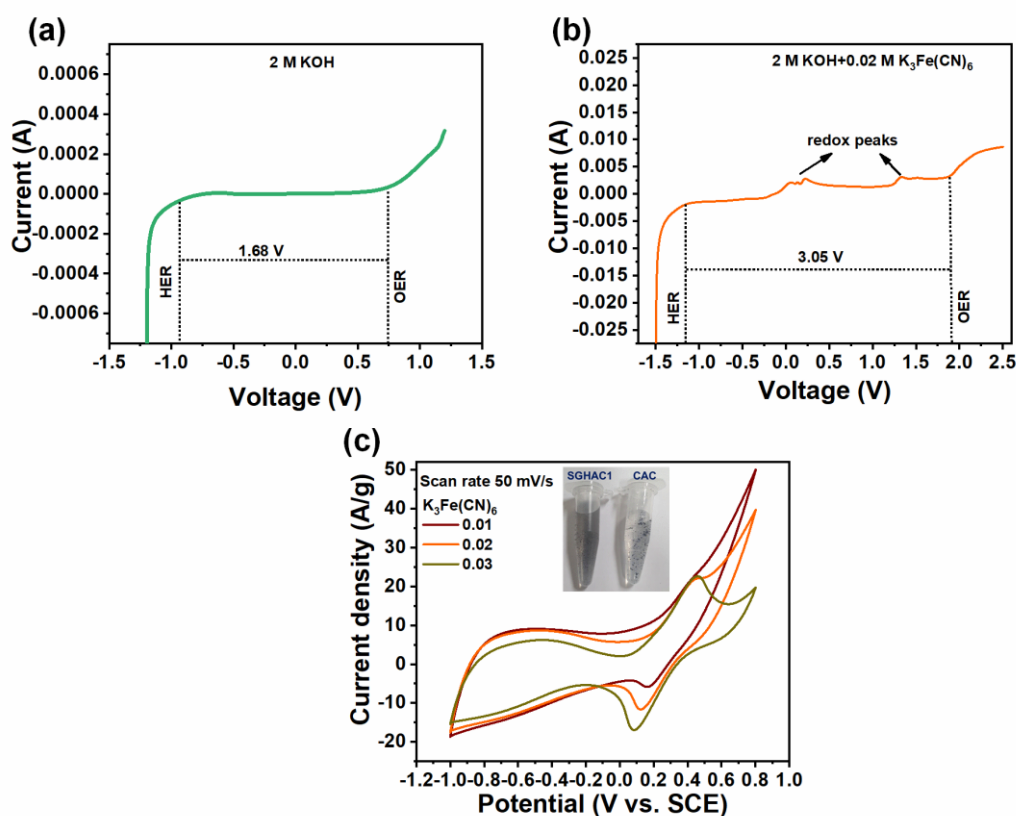 (a)
2 M KOH
0.0006
0.0004
0.0002
0.0000
-0.0002
-0.0004
-0.0006
Current (A)
1.68 V
HER
OER
-1.5 -1.0 -0.5 0.0 0.5 1.0 1.5
Voltage (V)
(b)
2 M KOH+0.02 M K₃Fe(CN)₆
0.025
0.020
0.015
0.010
0.005
0.000
-0.005
-0.010
-0.015
-0.020
-0.025
Current (A)
redox peaks
3.05 V
HER
OER
-1.5 -1.0 -0.5 0.0 0.5 1.0 1.5 2.0 2.5
Voltage (V)
(c)
50
40
30
20
10
0
-10
-20
Current density (A/g)
Scan rate 50 mV/s
K₃Fe(CN)₆
0.01
0.02
0.03
SGHAC1 CAC
-1.2 -1.0 -0.8 -0.6 -0.4 -0.2 0.0 0.2 0.4 0.6 0.8 1.0
Potential (V vs. SCE)